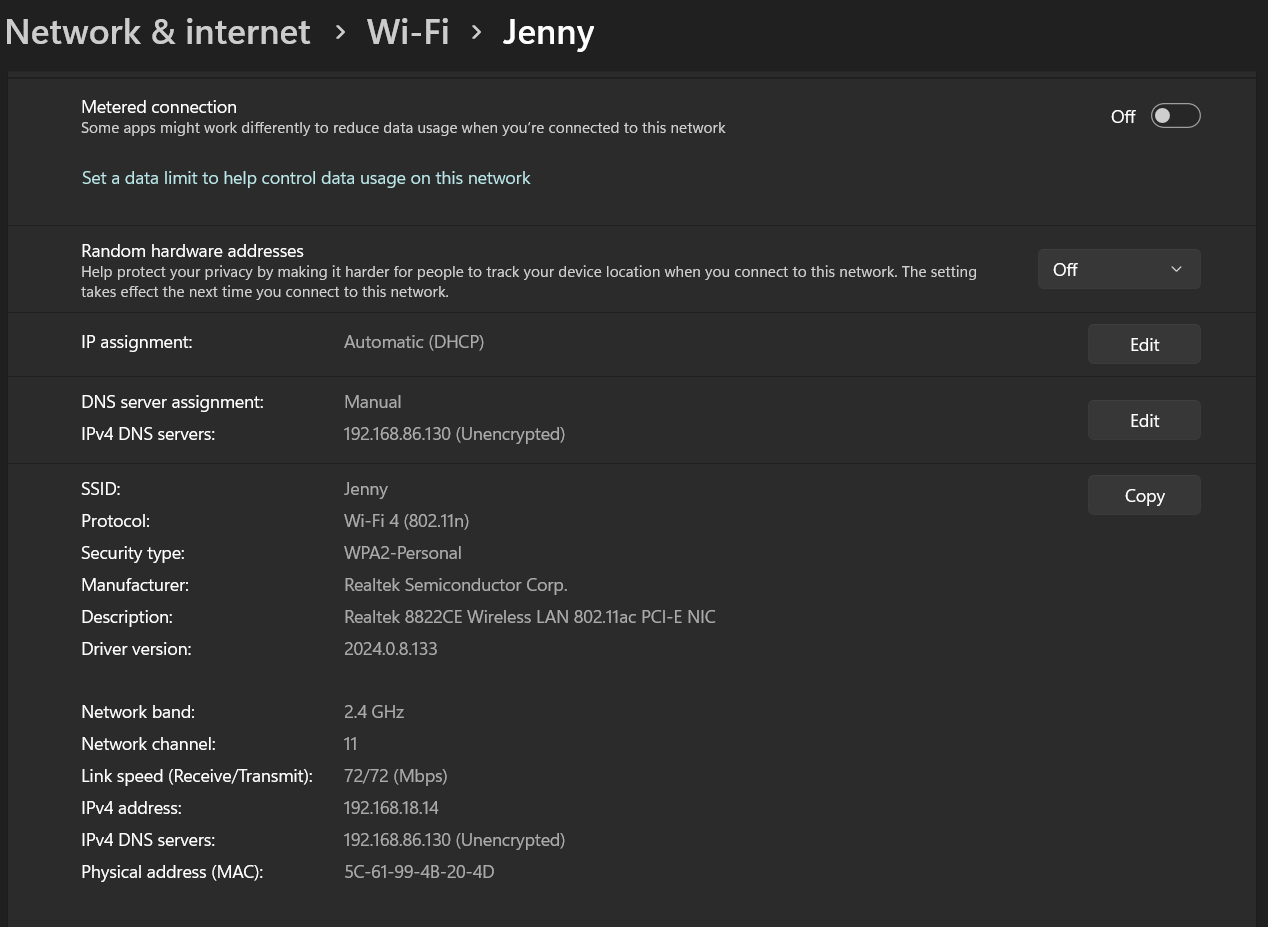 Network & internet > Wi-Fi > Jenny
Metered connection
Some apps might work differently to reduce data usage when you're connected to this network
Off
Set a data limit to help control data usage on this network
Random hardware addresses
Help protect your privacy by making it harder for people to track your device location when you connect to this network. The setting
takes effect the next time you connect to this network.
Off
IP assignment: Automatic (DHCP)
Edit
DNS server assignment: Manual
IPv4 DNS servers: 192.168.86.130 (Unencrypted)
Edit
SSID: Jenny
Copy
Protocol: Wi-Fi 4 (802.11n)
Security type: WPA2-Personal
Manufacturer: Realtek Semiconductor Corp.
Description: Realtek 8822CE Wireless LAN 802.11ac PCI-E NIC
Driver version: 2024.0.8.133
Network band: 2.4 GHz
Network channel: 11
Link speed (Receive/Transmit): 72/72 (Mbps)
IPv4 address: 192.168.18.14
IPv4 DNS servers: 192.168.86.130 (Unencrypted)
Physical address (MAC): 5C-61-99-4B-20-4D